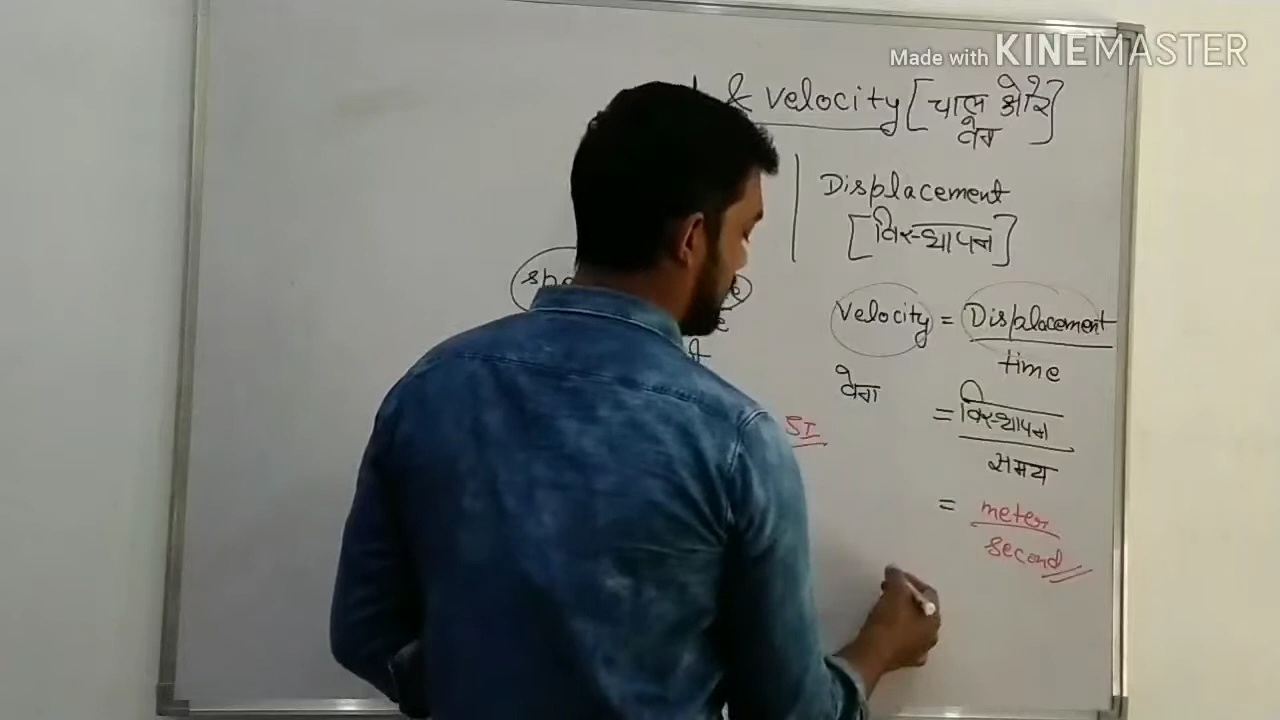 Made with KINEMASTER
& velocity [चाल और
वेग]
Displacement
[विस्थापन]
Velocity = Displacement
time
वेग
= विस्थापन
समय
SI
= meter
second